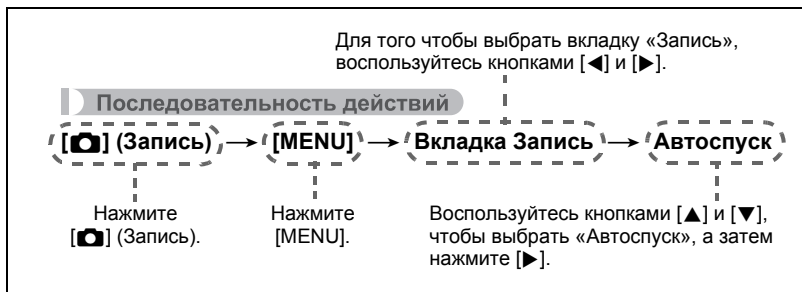 Для того чтобы выбрать вкладку «Запись»,
воспользуйтесь кнопками [◀] и [▶].
Последовательность действий
[📷] (Запись) → [MENU] → Вкладка Запись → Автоспуск
Нажмите
[📷] (Запись).
Нажмите
[MENU].
Воспользуйтесь кнопками [▲] и [▼],
чтобы выбрать «Автоспуск», а затем
нажмите [▶].